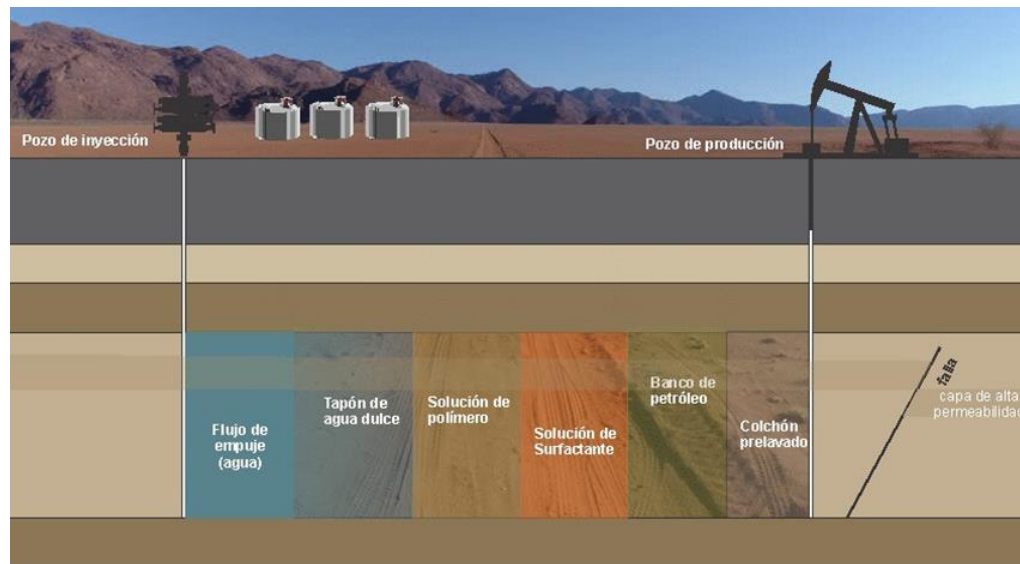 Pozo de inyección
Pozo de producción
Flujo de
empuje
(agua)
Tapón de
agua dulce
Solución de
polímero
Solución de
Surfactante
Banco de
petróleo
Colchón
prelavado
falla
capa de alta
permeabilidad